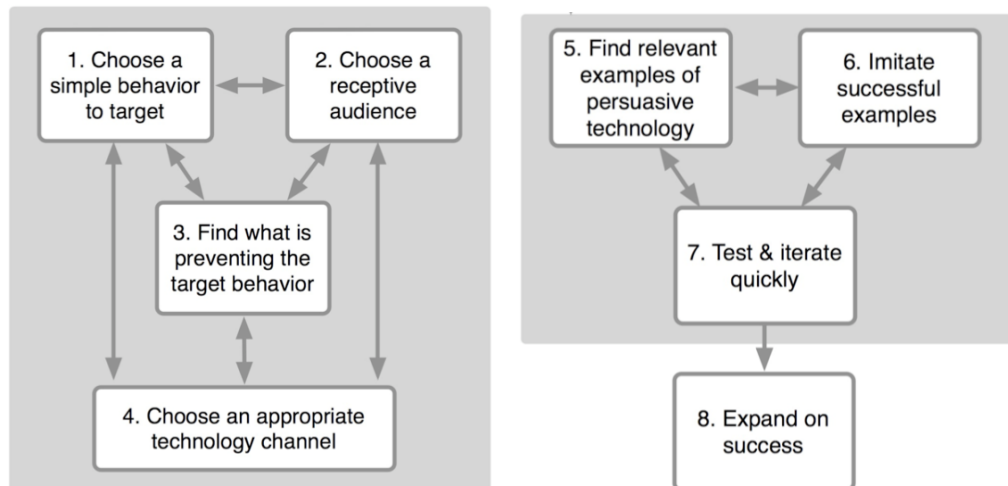 1. Choose a
simple behavior
to target
2. Choose a
receptive
audience
3. Find what is
preventing the
target behavior
4. Choose an appropriate
technology channel
5. Find relevant
examples of
persuasive
technology
6. Imitate
successful
examples
7. Test & iterate
quickly
8. Expand on
success